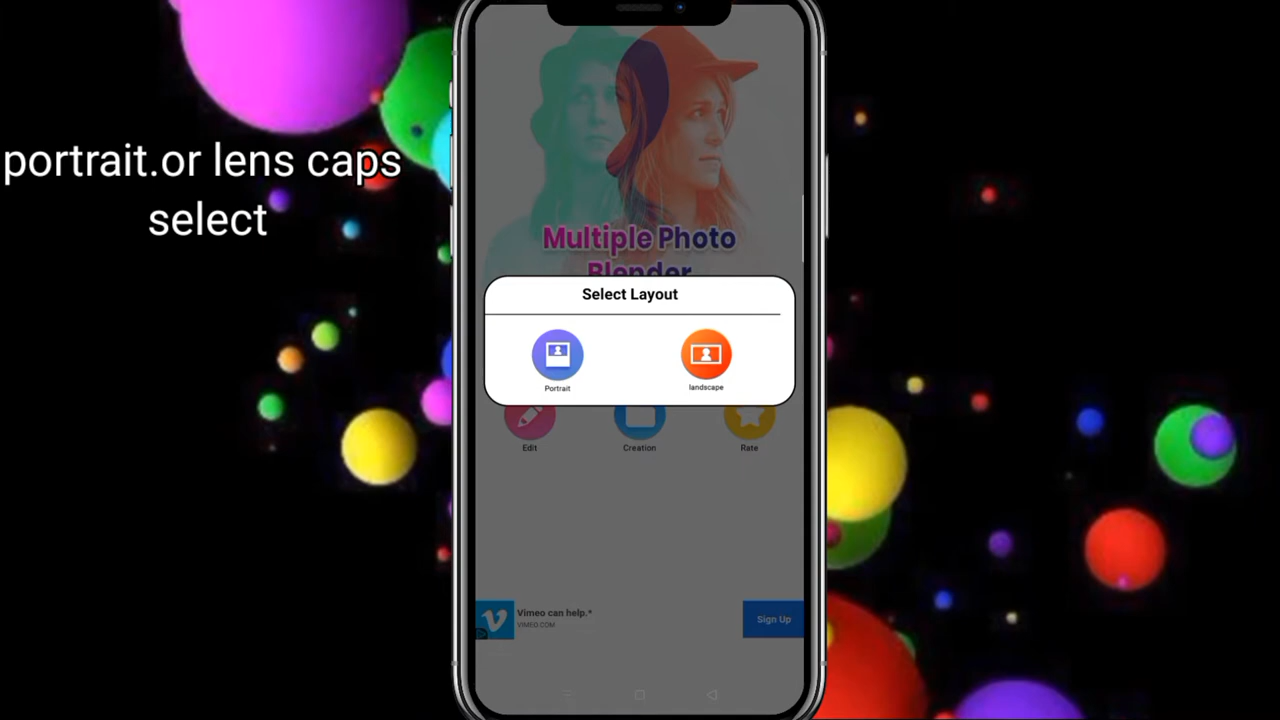 portrait.or lens caps
select
Multiple Photo
Blender
Select Layout
Portrait
landscape
Edit
Creation
Rate
Vimeo can help.*
VIMEO.COM
Sign Up